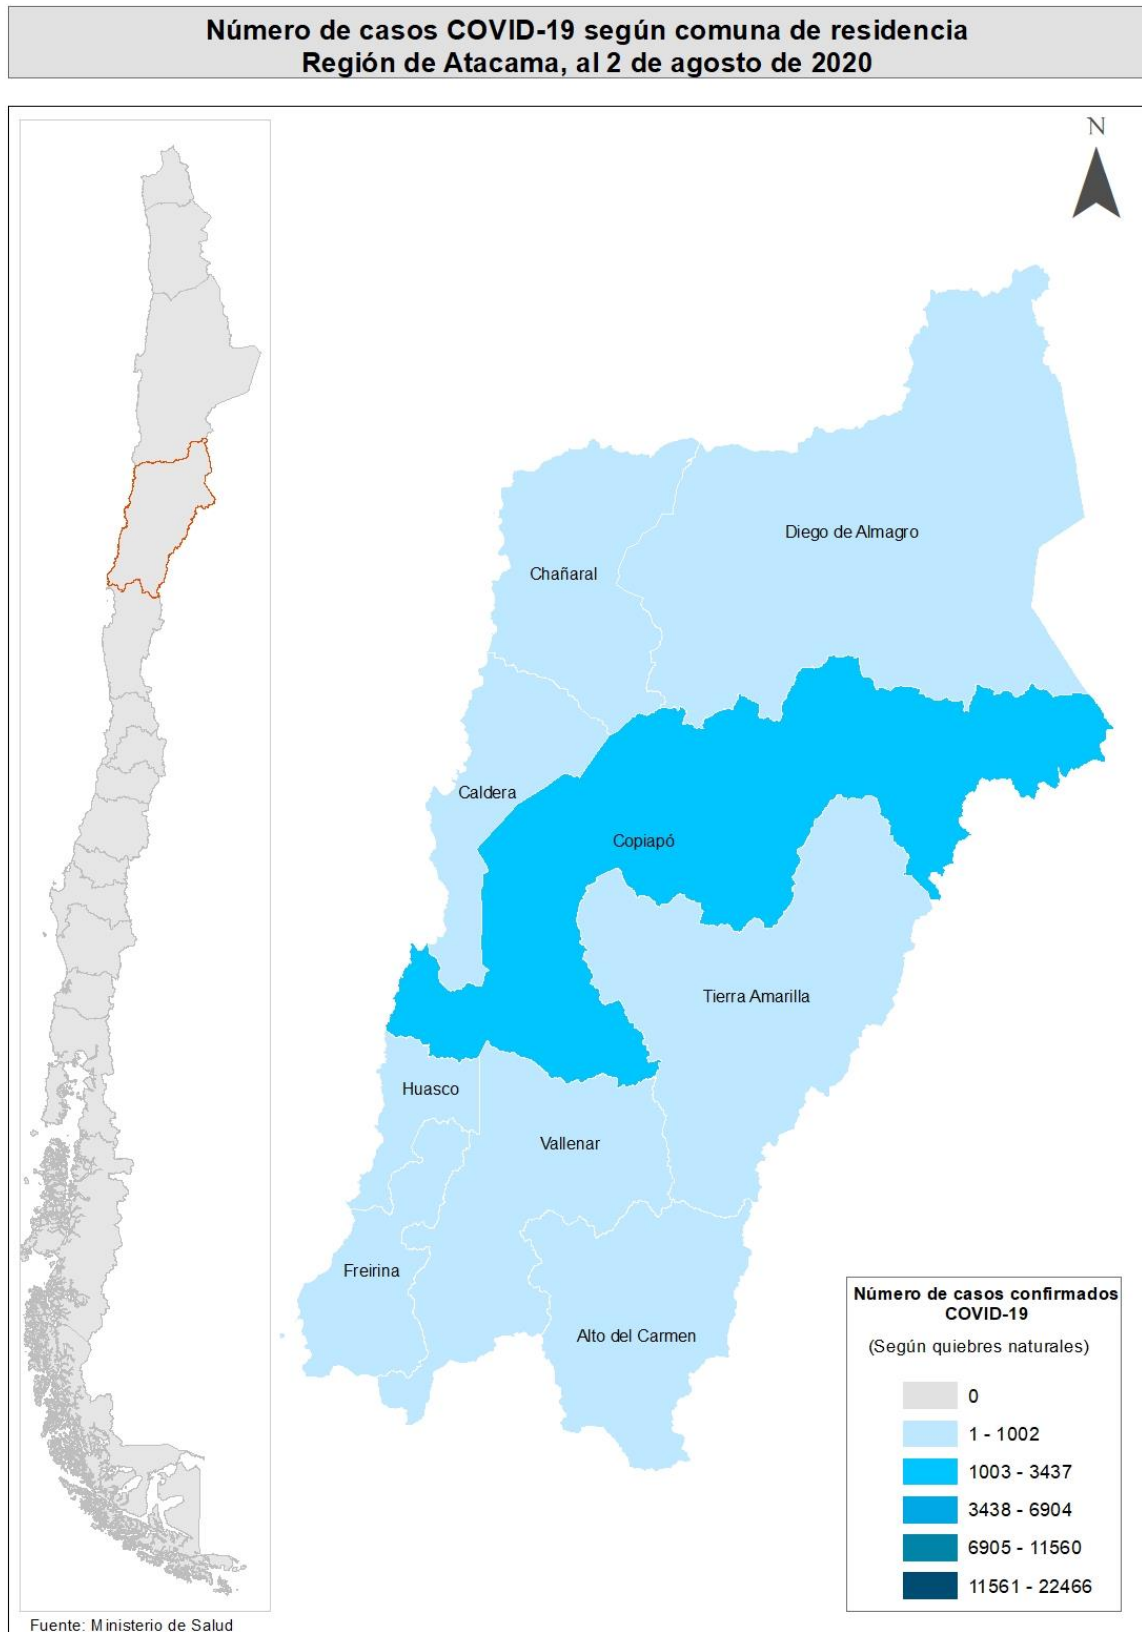 Número de casos COVID-19 según comuna de residencia
Región de Atacama, al 2 de agosto de 2020
N
Diego de Almagro
Chañaral
Caldera
Copiapó
Tierra Amarilla
Huasco
Vallenar
Freirina
Alto del Carmen
Número de casos confirmados
COVID-19
(Según quiebres naturales)
0
1 - 1002
1003 - 3437
3438 - 6904
6905 - 11560
11561 - 22466
Fuente: Ministerio de Salud